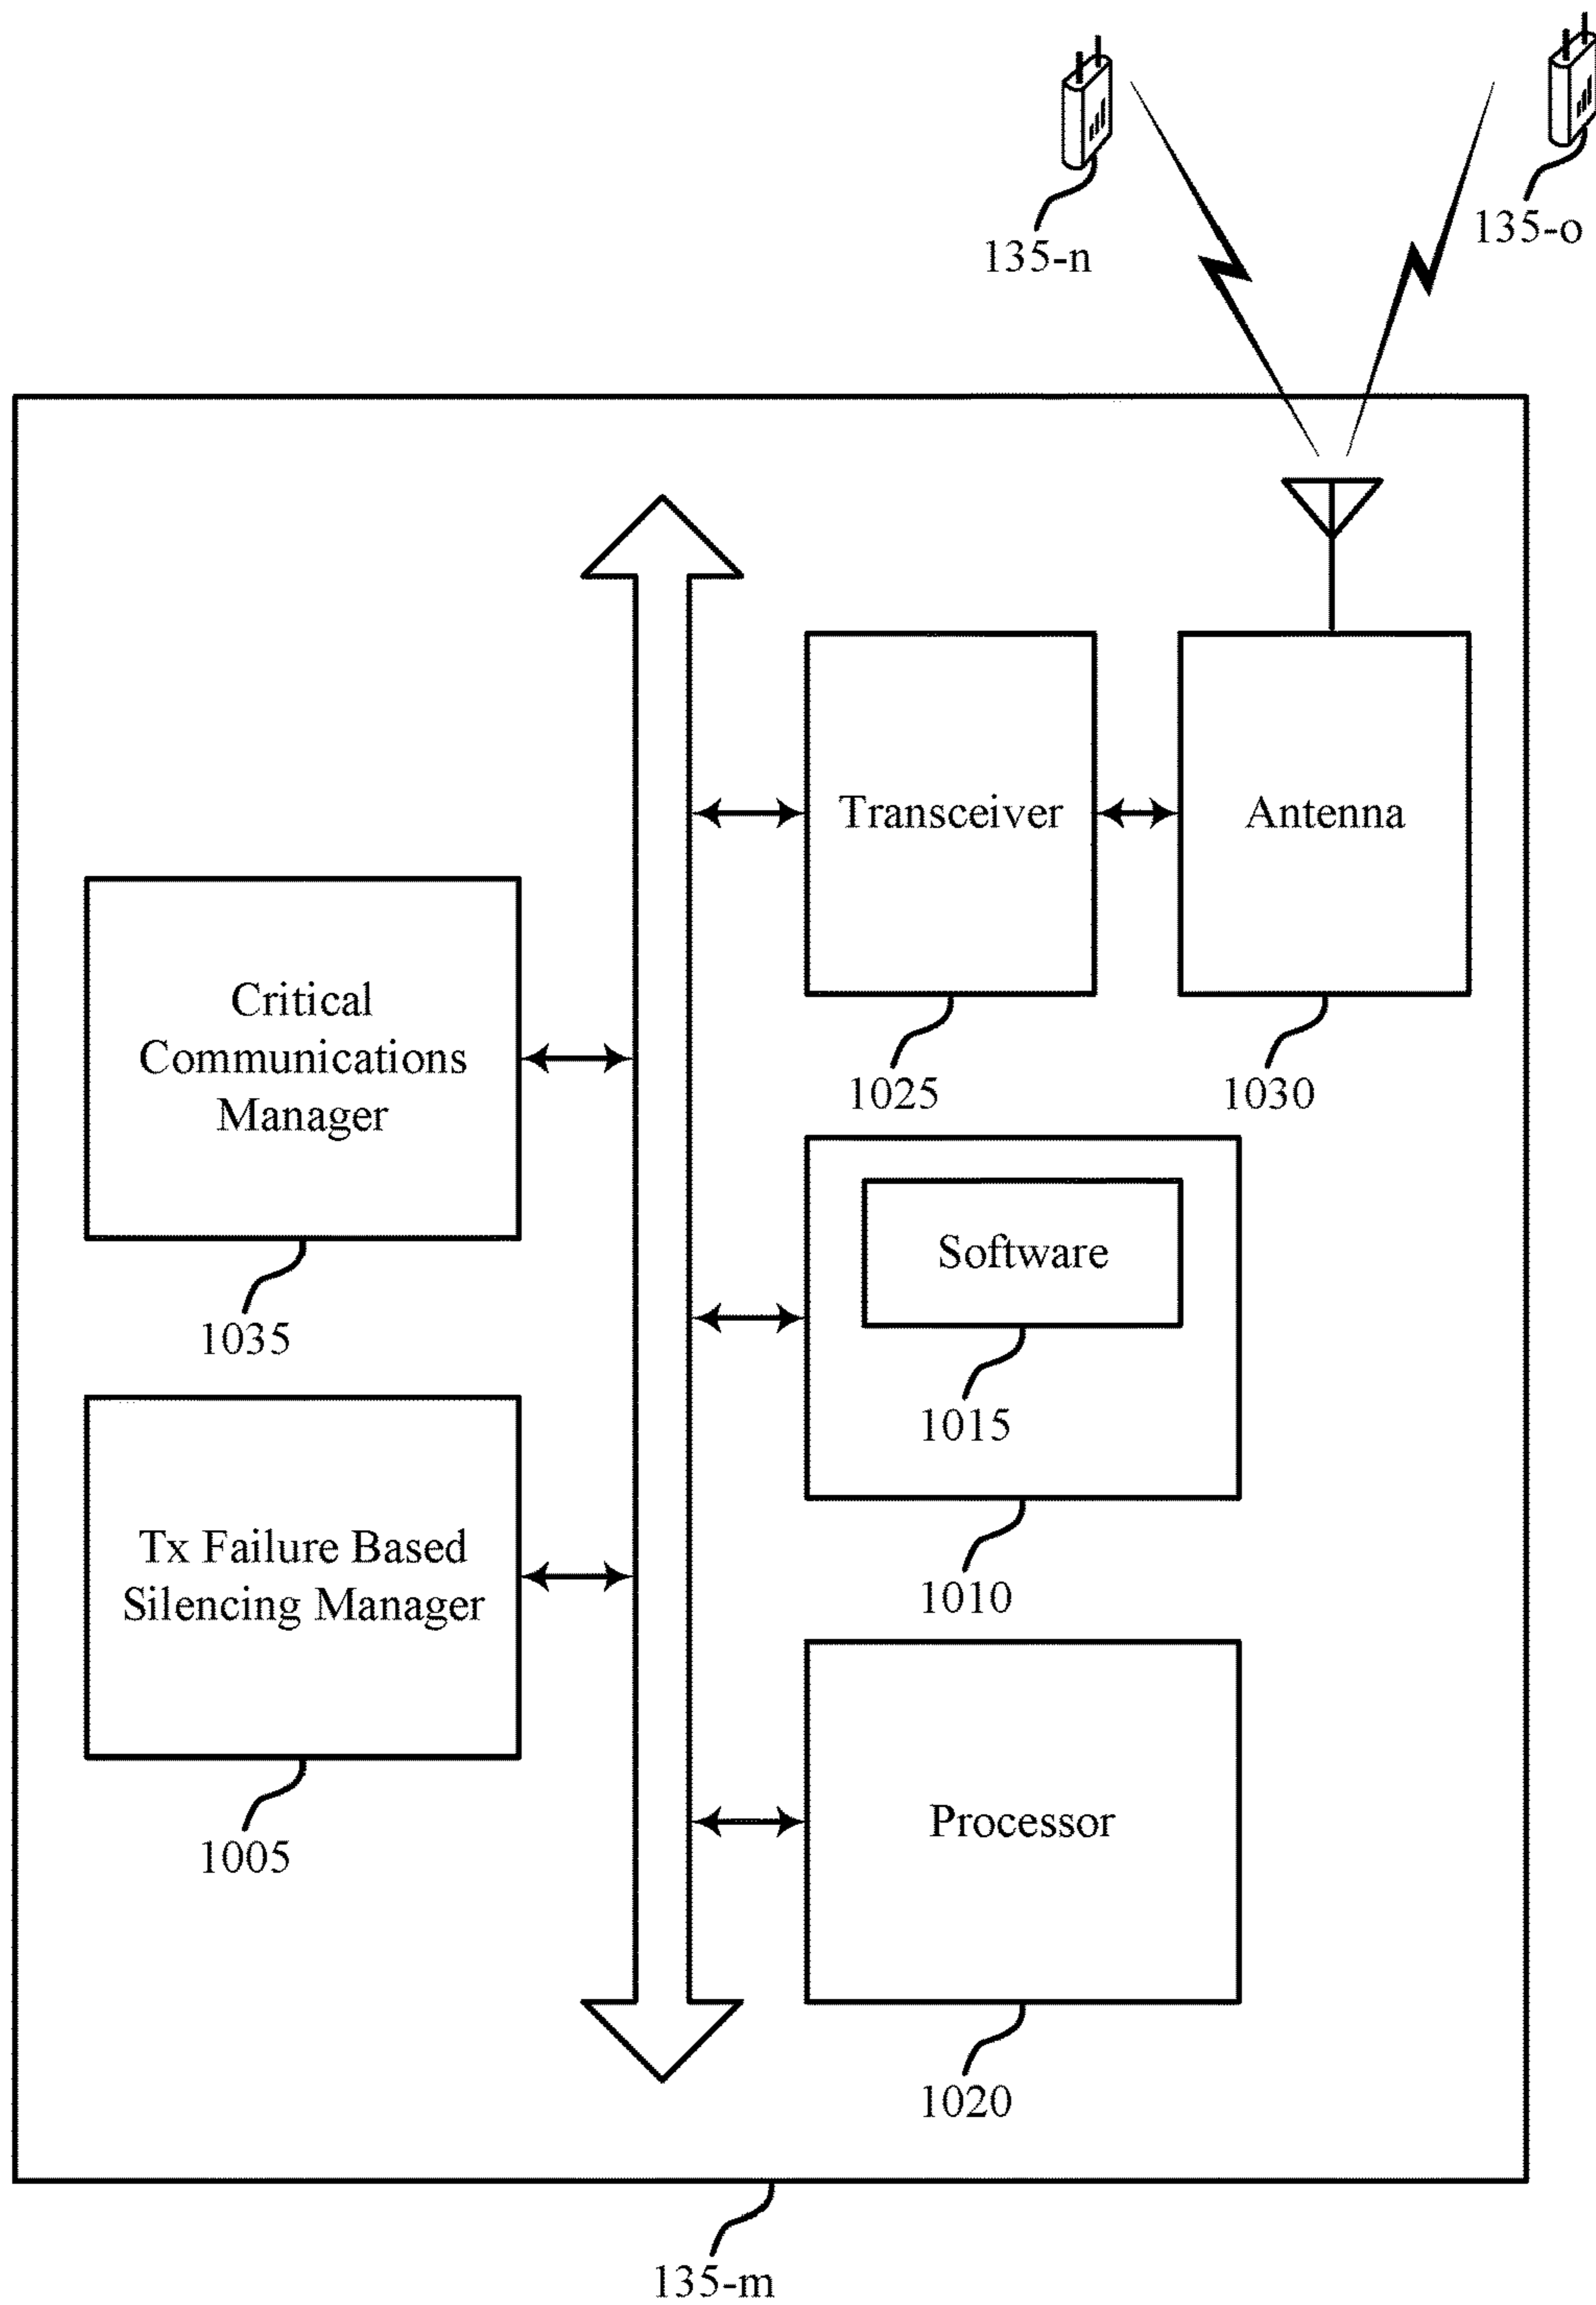 135-n
135-o
Transceiver
Antenna
1025
1030
Critical
Communications
Manager
1035
Software
1015
1010
Tx Failure Based
Silencing Manager
1005
Processor
1020
135-m